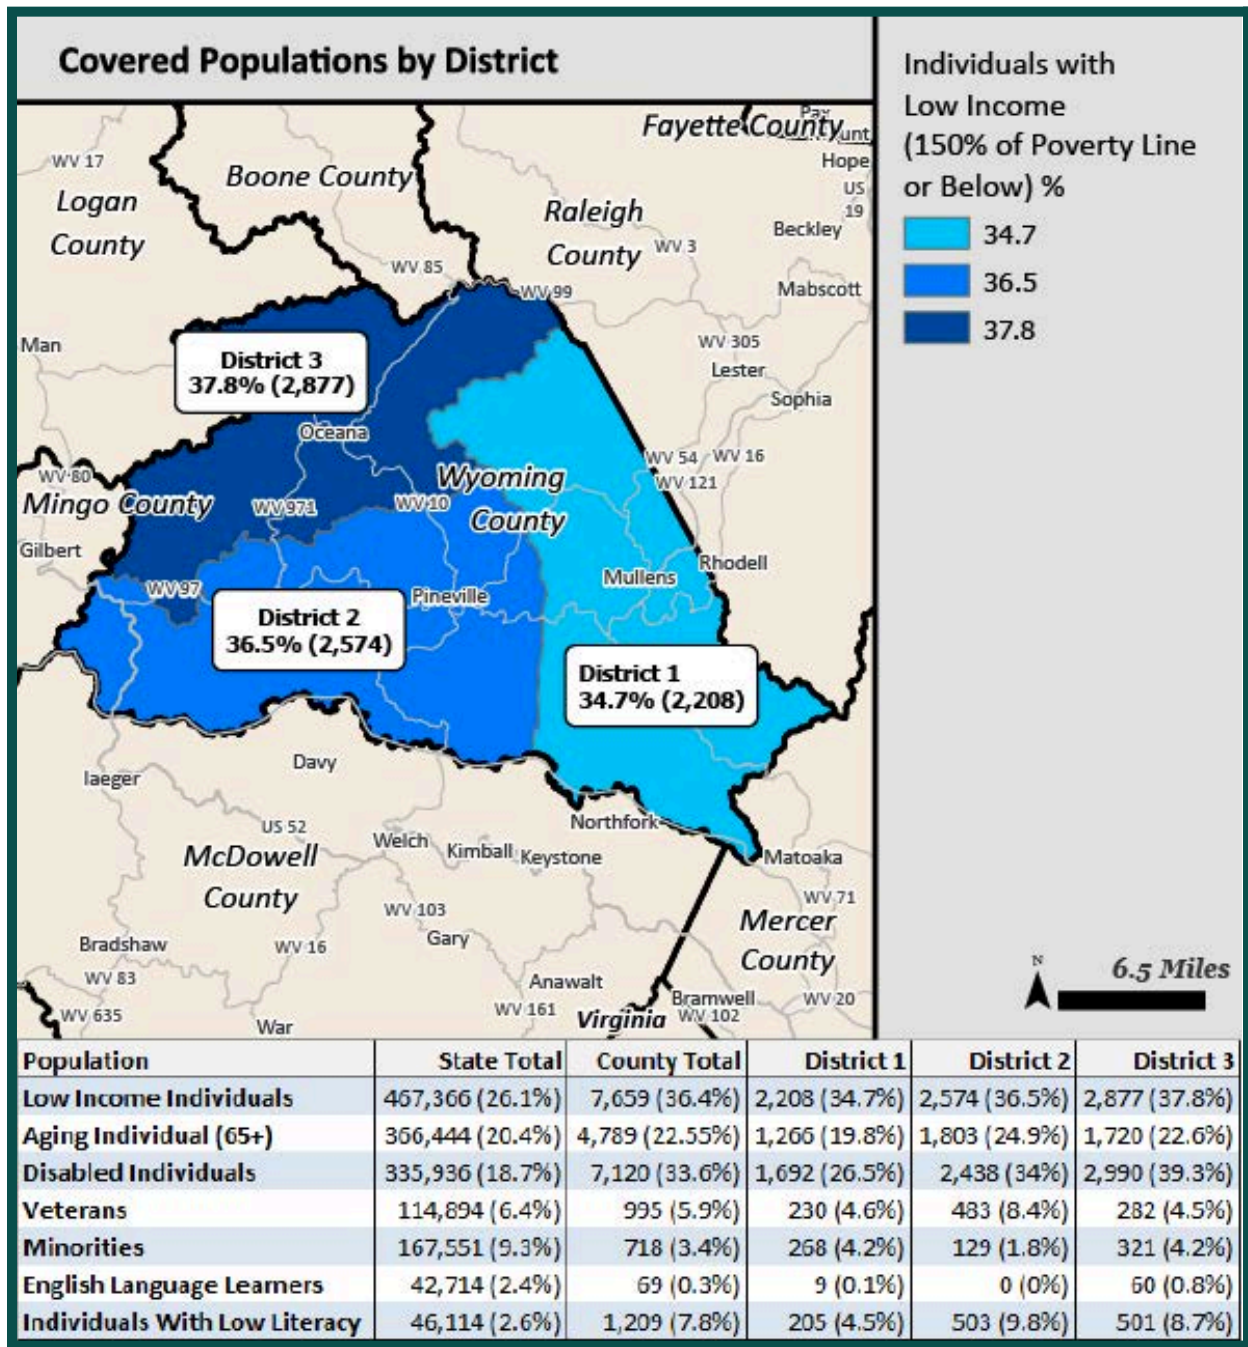 Covered Populations by District
Individuals with
Low Income
(150% of Poverty Line
or Below) %
34.7
36.5
37.8
Fayette County
Hope
WV 17
Boone County
US
19
Logan
County
Raleigh
County
Beckley
WV 3
WV 85
WV 99
Mabscott
Man
WV 305
Lester
Sophia
District 3
37.8% (2,877)
Oceana
WV 54
WV 16
WV 121
WV 80
Mingo County
Wyoming
County
WV 971
WV 10
Gilbert
Rhodell
Mullens
WV 97
Pineville
District 2
36.5% (2,574)
District 1
34.7% (2,208)
Davy
Iaeger
US 52
Northfork
Welch
Kimball
Keystone
McDowell
County
Matoaka
WV 71
WV 103
Mercer
County
Gary
Bradshaw
WV 16
WV 83
Anawalt
Bramwell
WV 20
WV 161
Virginia
WV 102
WV 635
War
N
6.5 Miles
Population State Total County Total District 1 District 2 District 3
Low Income Individuals 467,366 (26.1%) 7,659 (36.4%) 2,208 (34.7%) 2,574 (36.5%) 2,877 (37.8%)
Aging Individual (65+) 366,444 (20.4%) 4,789 (22.55%) 1,266 (19.8%) 1,803 (24.9%) 1,720 (22.6%)
Disabled Individuals 335,936 (18.7%) 7,120 (33.6%) 1,692 (26.5%) 2,438 (34%) 2,990 (39.3%)
Veterans 114,894 (6.4%) 995 (5.9%) 230 (4.6%) 483 (8.4%) 282 (4.5%)
Minorities 167,551 (9.3%) 718 (3.4%) 268 (4.2%) 129 (1.8%) 321 (4.2%)
English Language Learners 42,714 (2.4%) 69 (0.3%) 9 (0.1%) 0 (0%) 60 (0.8%)
Individuals With Low Literacy 46,114 (2.6%) 1,209 (7.8%) 205 (4.5%) 503 (9.8%) 501 (8.7%)